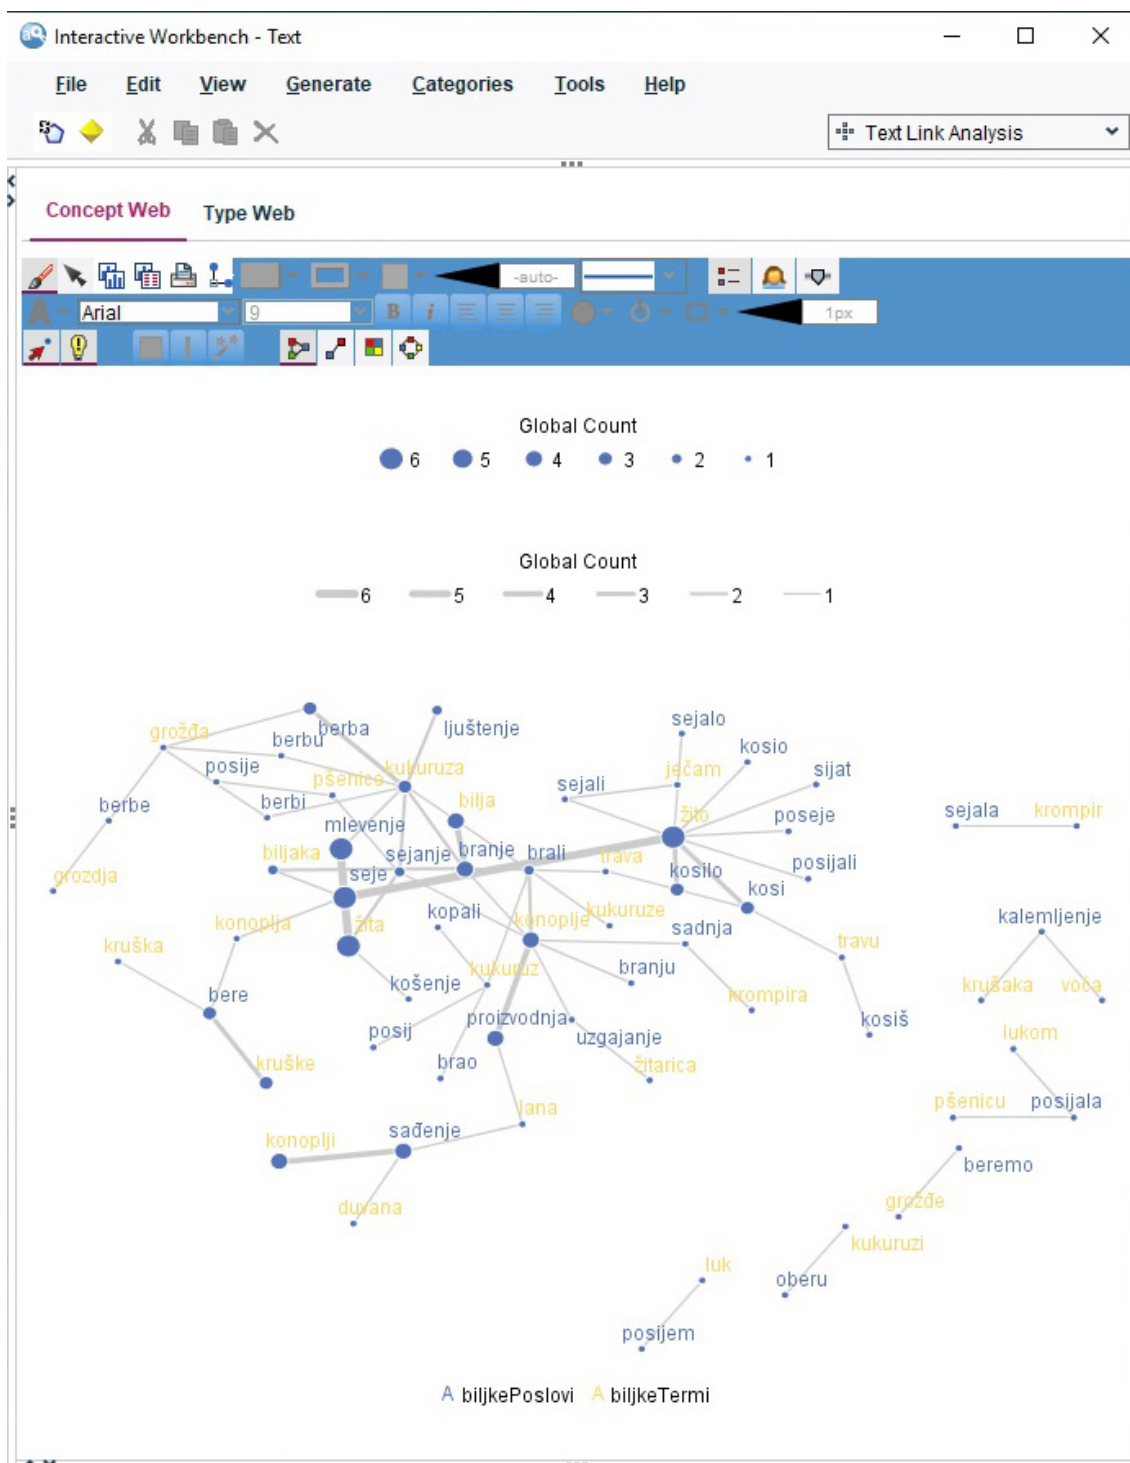 Interactive Workbench - Text
File Edit View Generate Categories Tools Help
Text Link Analysis
Concept Web Type Web
-auto-
A Arial 9 B i 1px
Global Count
6 5 4 3 2 1
Global Count
6 5 4 3 2 1
berba ljuštenje sejalo
grožđa berbu kosio
posije pšenice kukuruza sejali ječam sijat
berbe berbi bilja žito poseje sejala krompir
mlevenje
biljaka sejanje branje brali trava posijali
grozdja seje kosilo kosi
konoplja žita kopali konoplje kukuruze sadnja kalemljenje
kruška travu
košenje kukuruz branju krompira krušaka voća
bere
posij proizvodnja uzgajanje kosiš lukom
kruške brao žitarica
lana pšenicu posijala
konoplji sađenje
beremo
duvana grožđe
kukuruzi
luk oberu
posijem
A biljkePoslovi A biljkeTermi